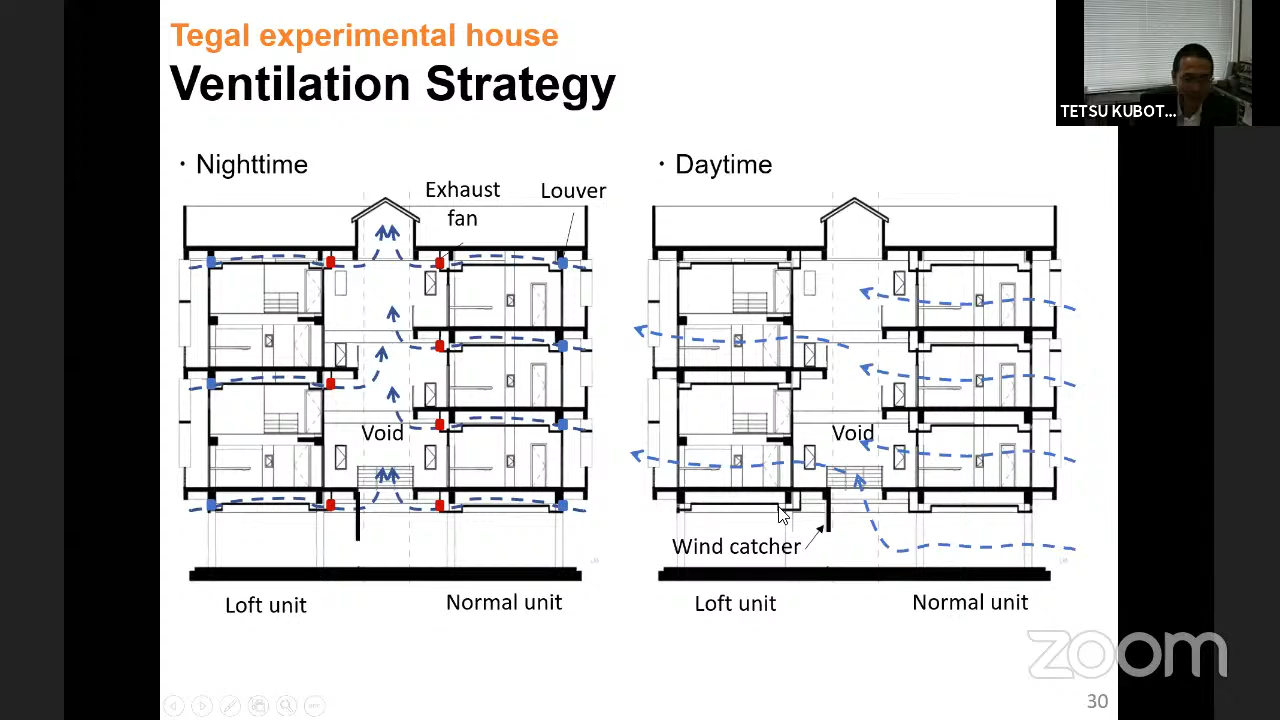 Tegal experimental house
Ventilation Strategy
TETSU KUBOT...
・Nighttime
・Daytime
Exhaust
fan
Louver
Void
Void
Wind catcher
Loft unit
Normal unit
Loft unit
Normal unit
zoom
30